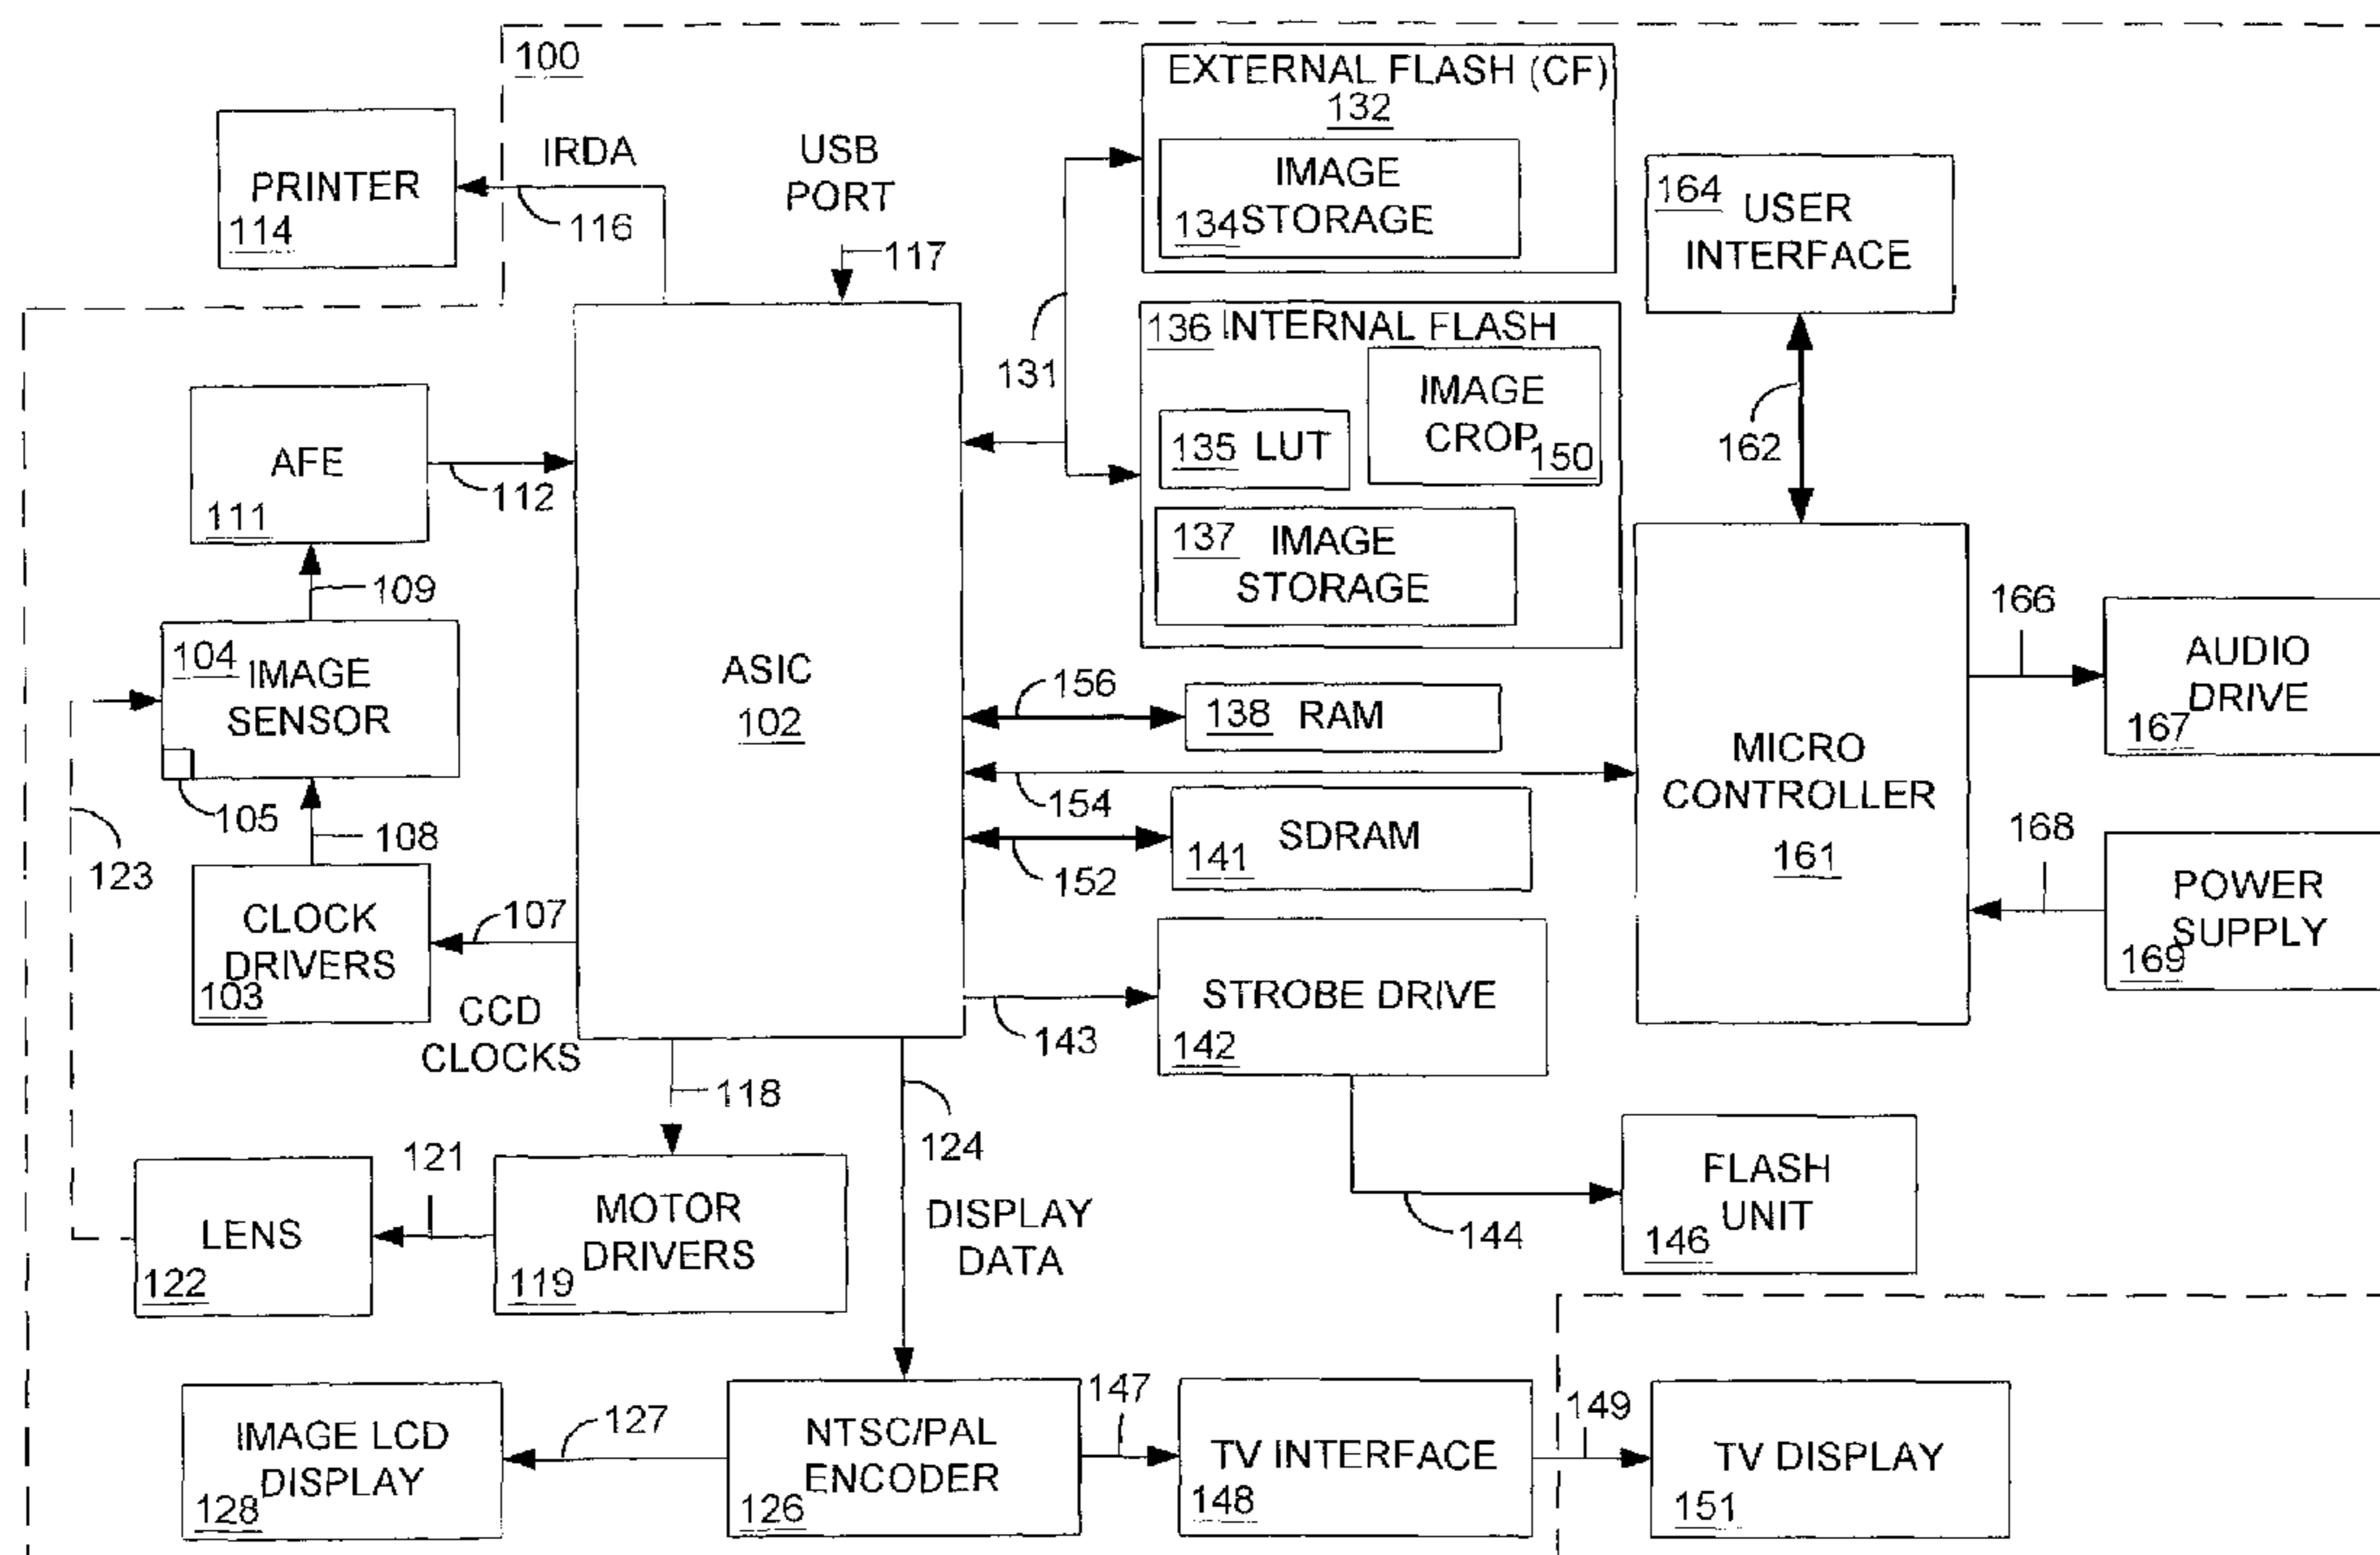 100
EXTERNAL FLASH (CF)
132
IMAGE
134 STORAGE
PRINTER
114
IRDA
116
USB
PORT
117
164
USER
INTERFACE
162
136 INTERNAL FLASH
131
IMAGE
CROP
150
135 LUT
137 IMAGE
STORAGE
AFE
111
112
109
104
IMAGE
SENSOR
105
108
123
CLOCK
DRIVERS
103
107
CCD
CLOCKS
ASIC
102
156
138 RAM
154
SDRAM
141
152
STROBE DRIVE
142
143
MICRO
CONTROLLER
161
166
AUDIO
DRIVE
167
168
POWER
SUPPLY
169
118
124
DISPLAY
DATA
144
FLASH
UNIT
146
LENS
122
121
MOTOR
DRIVERS
119
IMAGE LCD
DISPLAY
128
127
NTSC/PAL
ENCODER
126
147
TV INTERFACE
148
149
TV DISPLAY
151